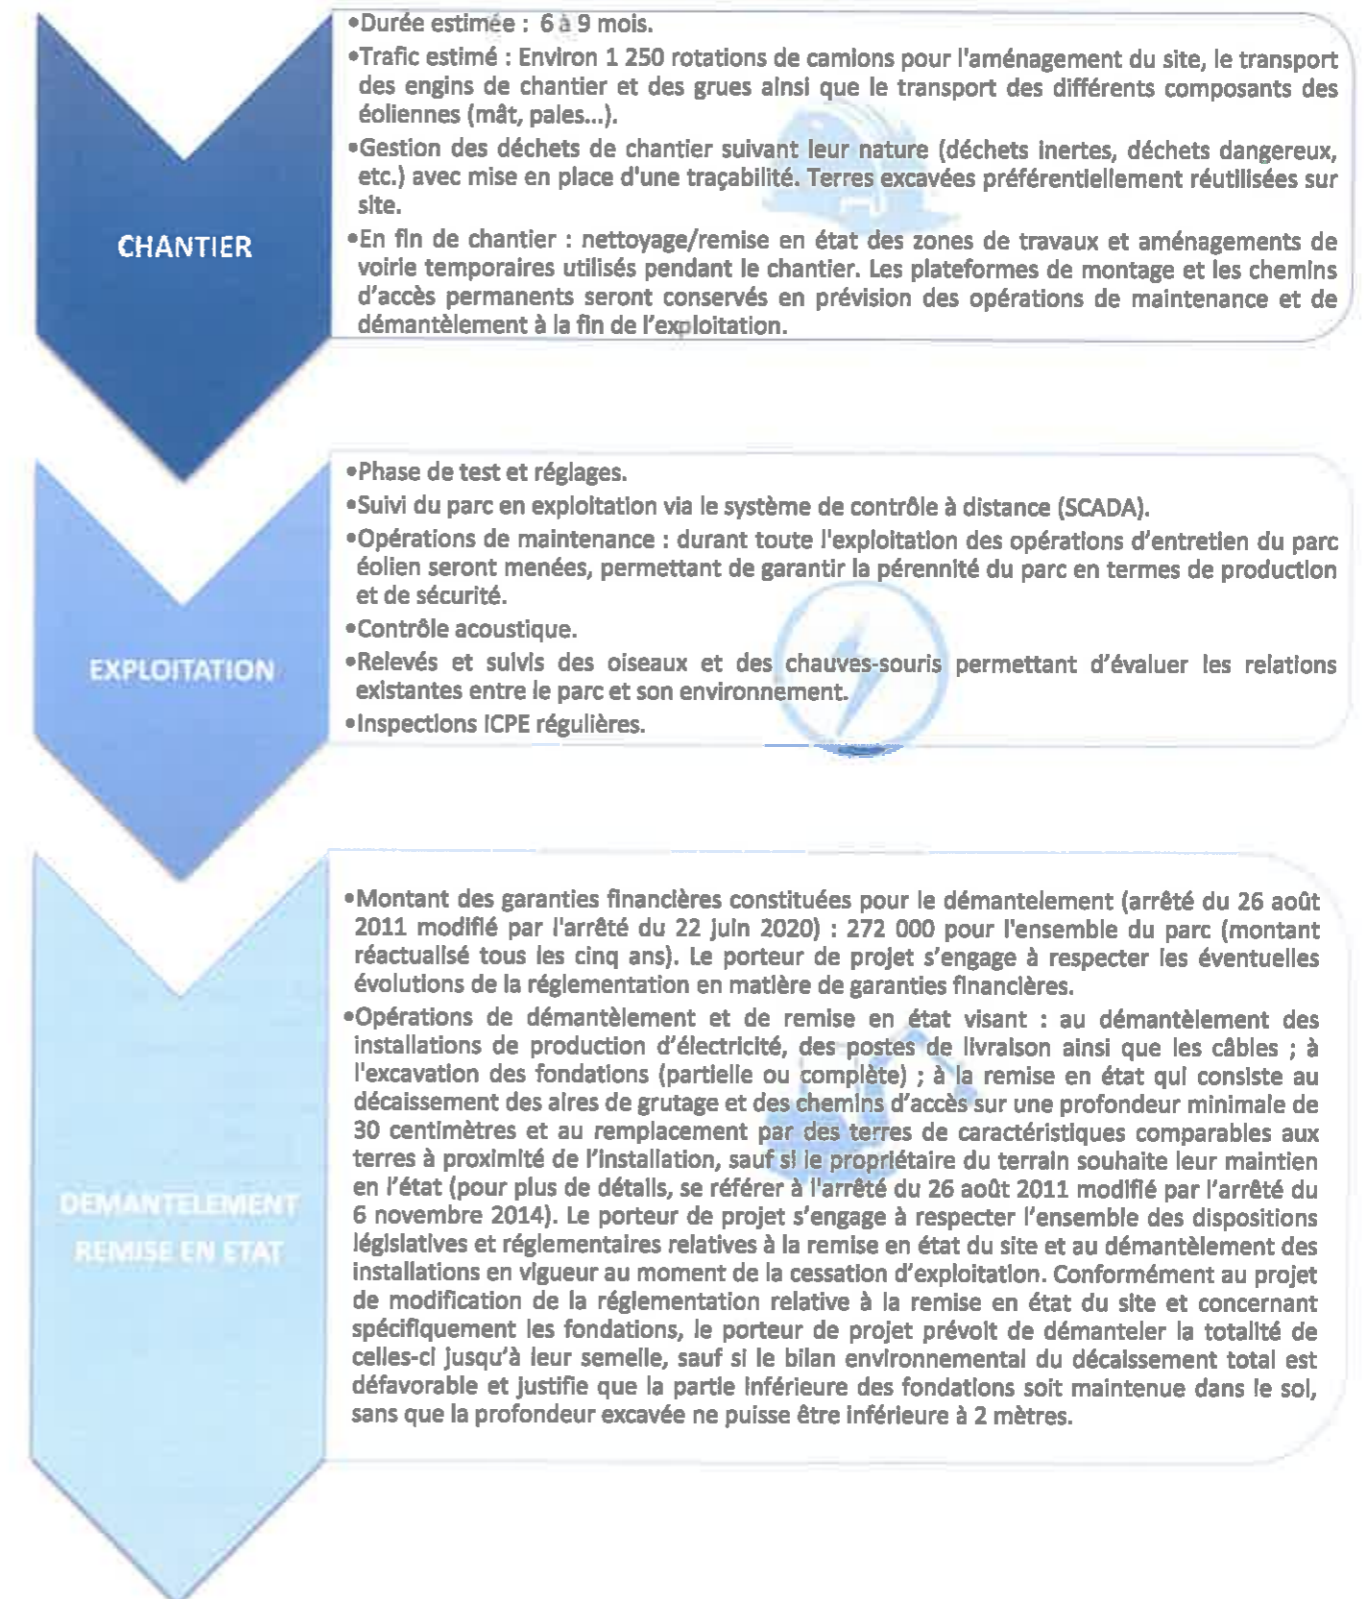 •Durée estimée : 6 à 9 mois.
•Trafic estimé : Environ 1 250 rotations de camions pour l'aménagement du site, le transport
des engins de chantier et des grues ainsi que le transport des différents composants des
éoliennes (mât, pales...).
•Gestion des déchets de chantier suivant leur nature (déchets inertes, déchets dangereux,
etc.) avec mise en place d'une traçabilité. Terres excavées préférentiellement réutilisées sur
site.
•En fin de chantier : nettoyage/remise en état des zones de travaux et aménagements de
voirie temporaires utilisés pendant le chantier. Les plateformes de montage et les chemins
d’accès permanents seront conservés en prévision des opérations de maintenance et de
démantèlement à la fin de l’exploitation.
CHANTIER
•Phase de test et réglages.
•Suivi du parc en exploitation via le système de contrôle à distance (SCADA).
•Opérations de maintenance : durant toute l'exploitation des opérations d’entretien du parc
éolien seront menées, permettant de garantir la pérennité du parc en termes de production
et de sécurité.
•Contrôle acoustique.
•Relevés et suivis des oiseaux et des chauves-souris permettant d’évaluer les relations
existantes entre le parc et son environnement.
•Inspections ICPE régulières.
EXPLOITATION
•Montant des garanties financières constituées pour le démantelement (arrêté du 26 août
2011 modifié par l'arrêté du 22 juin 2020) : 272 000 pour l'ensemble du parc (montant
réactualisé tous les cinq ans). Le porteur de projet s’engage à respecter les éventuelles
évolutions de la réglementation en matière de garanties financières.
•Opérations de démantèlement et de remise en état visant : au démantèlement des
installations de production d’électricité, des postes de livraison ainsi que les câbles ; à
l'excavation des fondations (partielle ou complète) ; à la remise en état qui consiste au
décaissement des aires de grutage et des chemins d’accès sur une profondeur minimale de
30 centimètres et au remplacement par des terres de caractéristiques comparables aux
terres à proximité de l’installation, sauf si le propriétaire du terrain souhaite leur maintien
en l’état (pour plus de détails, se référer à l'arrêté du 26 août 2011 modifié par l’arrêté du
6 novembre 2014). Le porteur de projet s’engage à respecter l’ensemble des dispositions
législatives et réglementaires relatives à la remise en état du site et au démantèlement des
installations en vigueur au moment de la cessation d’exploitation. Conformément au projet
de modification de la réglementation relative à la remise en état du site et concernant
spécifiquement les fondations, le porteur de projet prévoit de démanteler la totalité de
celles-ci jusqu’à leur semelle, sauf si le bilan environnemental du décaissement total est
défavorable et justifie que la partie inférieure des fondations soit maintenue dans le sol,
sans que la profondeur excavée ne puisse être inférieure à 2 mètres.
DEMANTELEMENT
REMISE EN ETAT